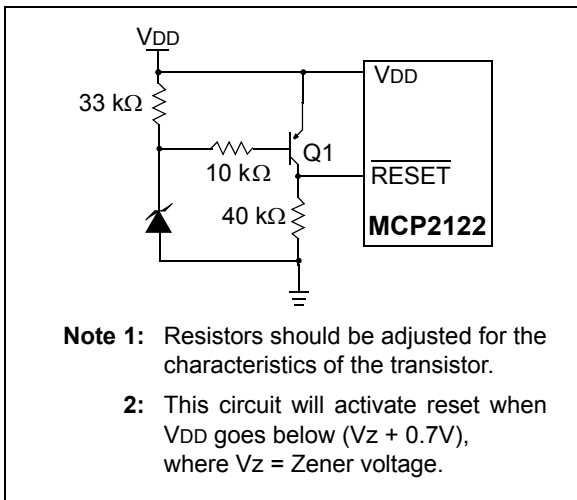 VDD
VDD
33 kΩ
Q1
10 kΩ
RESET
40 kΩ
MCP2122
Note 1: Resistors should be adjusted for the
characteristics of the transistor.
2: This circuit will activate reset when
VDD goes below (Vz + 0.7V),
where Vz = Zener voltage.